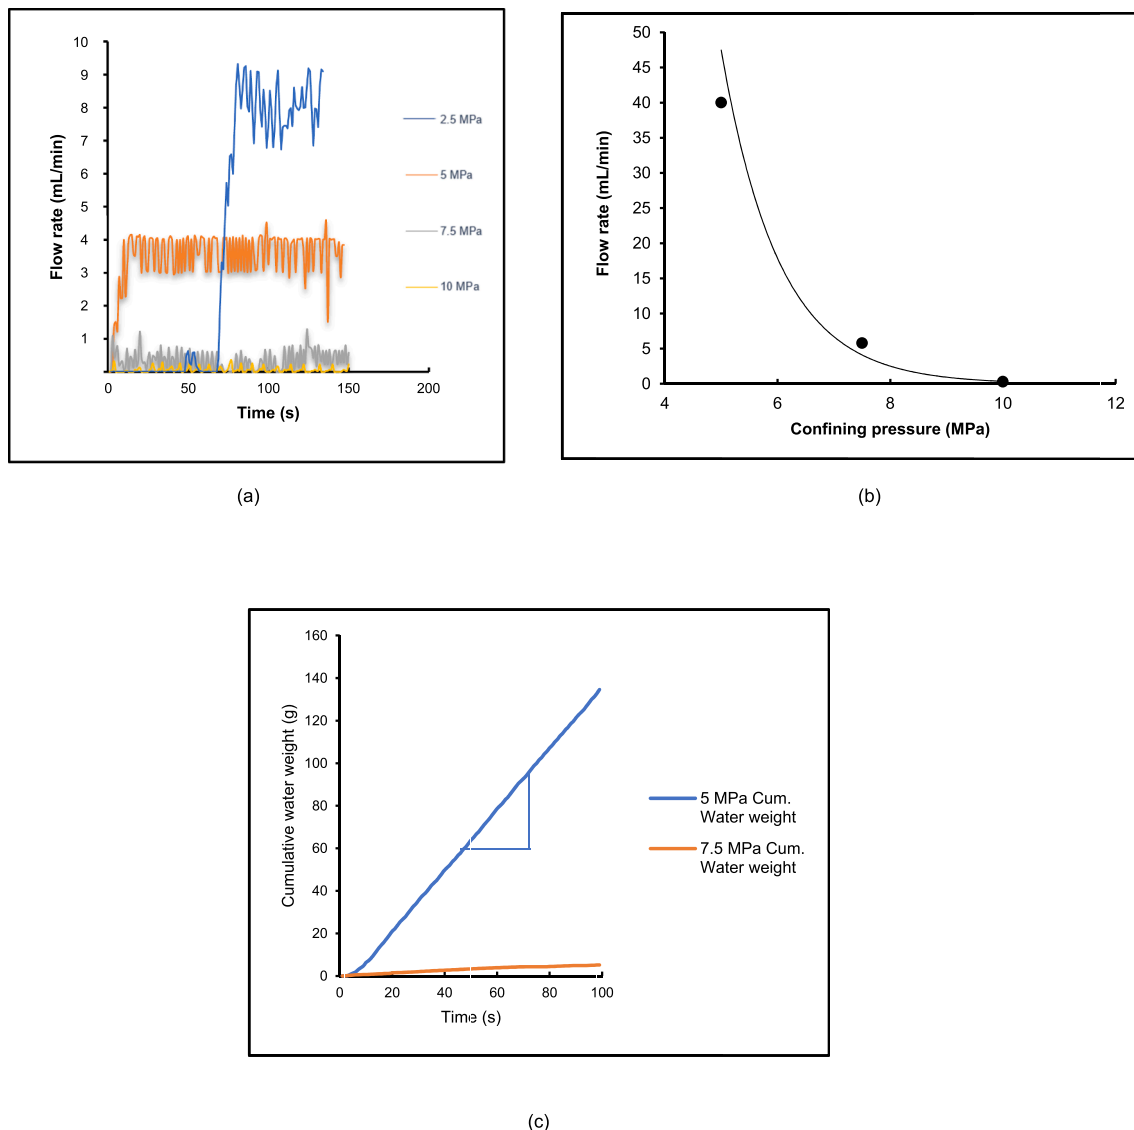 10
9
8
7
6
5
4
3
2
1
Flow rate (mL/min)
0
50
100
150
200
Time (s)
2.5 MPa
5 MPa
7.5 MPa
10 MPa
(a)
50
45
40
35
30
25
20
15
10
5
0
Flow rate (mL/min)
4
6
8
10
12
Confining pressure (MPa)
(b)
160
140
120
100
80
60
40
20
0
Cumulative water weight (g)
0
20
40
60
80
100
Time (s)
5 MPa Cum.
Water weight
7.5 MPa Cum.
Water weight
(c)